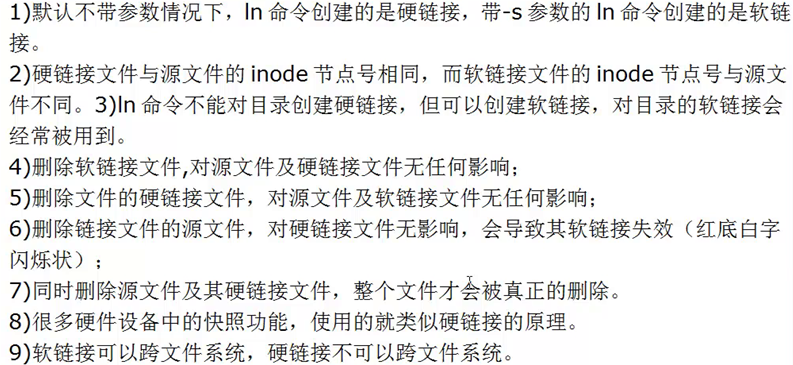 1)默认不带参数情况下，ln 命令创建的是硬链接，带-s 参数的 ln 命令创建的是软链
接。
2)硬链接文件与源文件的 inode 节点号相同，而软链接文件的 inode 节点号与源文
件不同。3)ln 命令不能对目录创建硬链接，但可以创建软链接，对目录的软链接会
经常被用到。
4)删除软链接文件,对源文件及硬链接文件无任何影响；
5)删除文件的硬链接文件，对源文件及软链接文件无任何影响；
6)删除链接文件的源文件，对硬链接文件无影响，会导致其软链接失效（红底白字
闪烁状）；
7)同时删除源文件及其硬链接文件，整个文件才会被真正的删除。
8)很多硬件设备中的快照功能，使用的就类似硬链接的原理。
9)软链接可以跨文件系统，硬链接不可以跨文件系统。